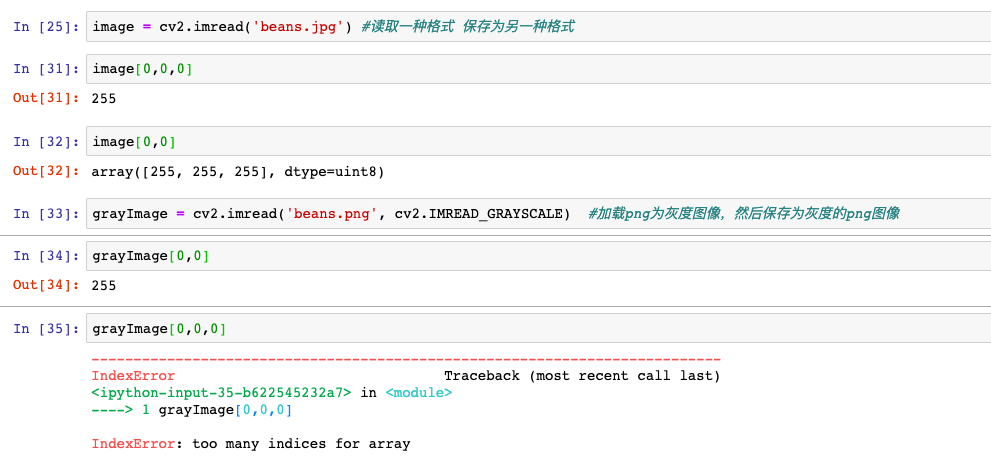 In [25]: image = cv2.imread('beans.jpg') #读取一种格式 保存为另一种格式
In [31]: image[0,0,0]
Out[31]: 255
In [32]: image[0,0]
Out[32]: array([255, 255, 255], dtype=uint8)
In [33]: grayImage = cv2.imread('beans.png', cv2.IMREAD_GRAYSCALE)  #加载png为灰度图像，然后保存为灰度的png图像
In [34]: grayImage[0,0]
Out[34]: 255
In [35]: grayImage[0,0,0]
---------------------------------------------------------------------------
IndexError                                Traceback (most recent call last)
<ipython-input-35-b622545232a7> in <module>
----> 1 grayImage[0,0,0]
IndexError: too many indices for array